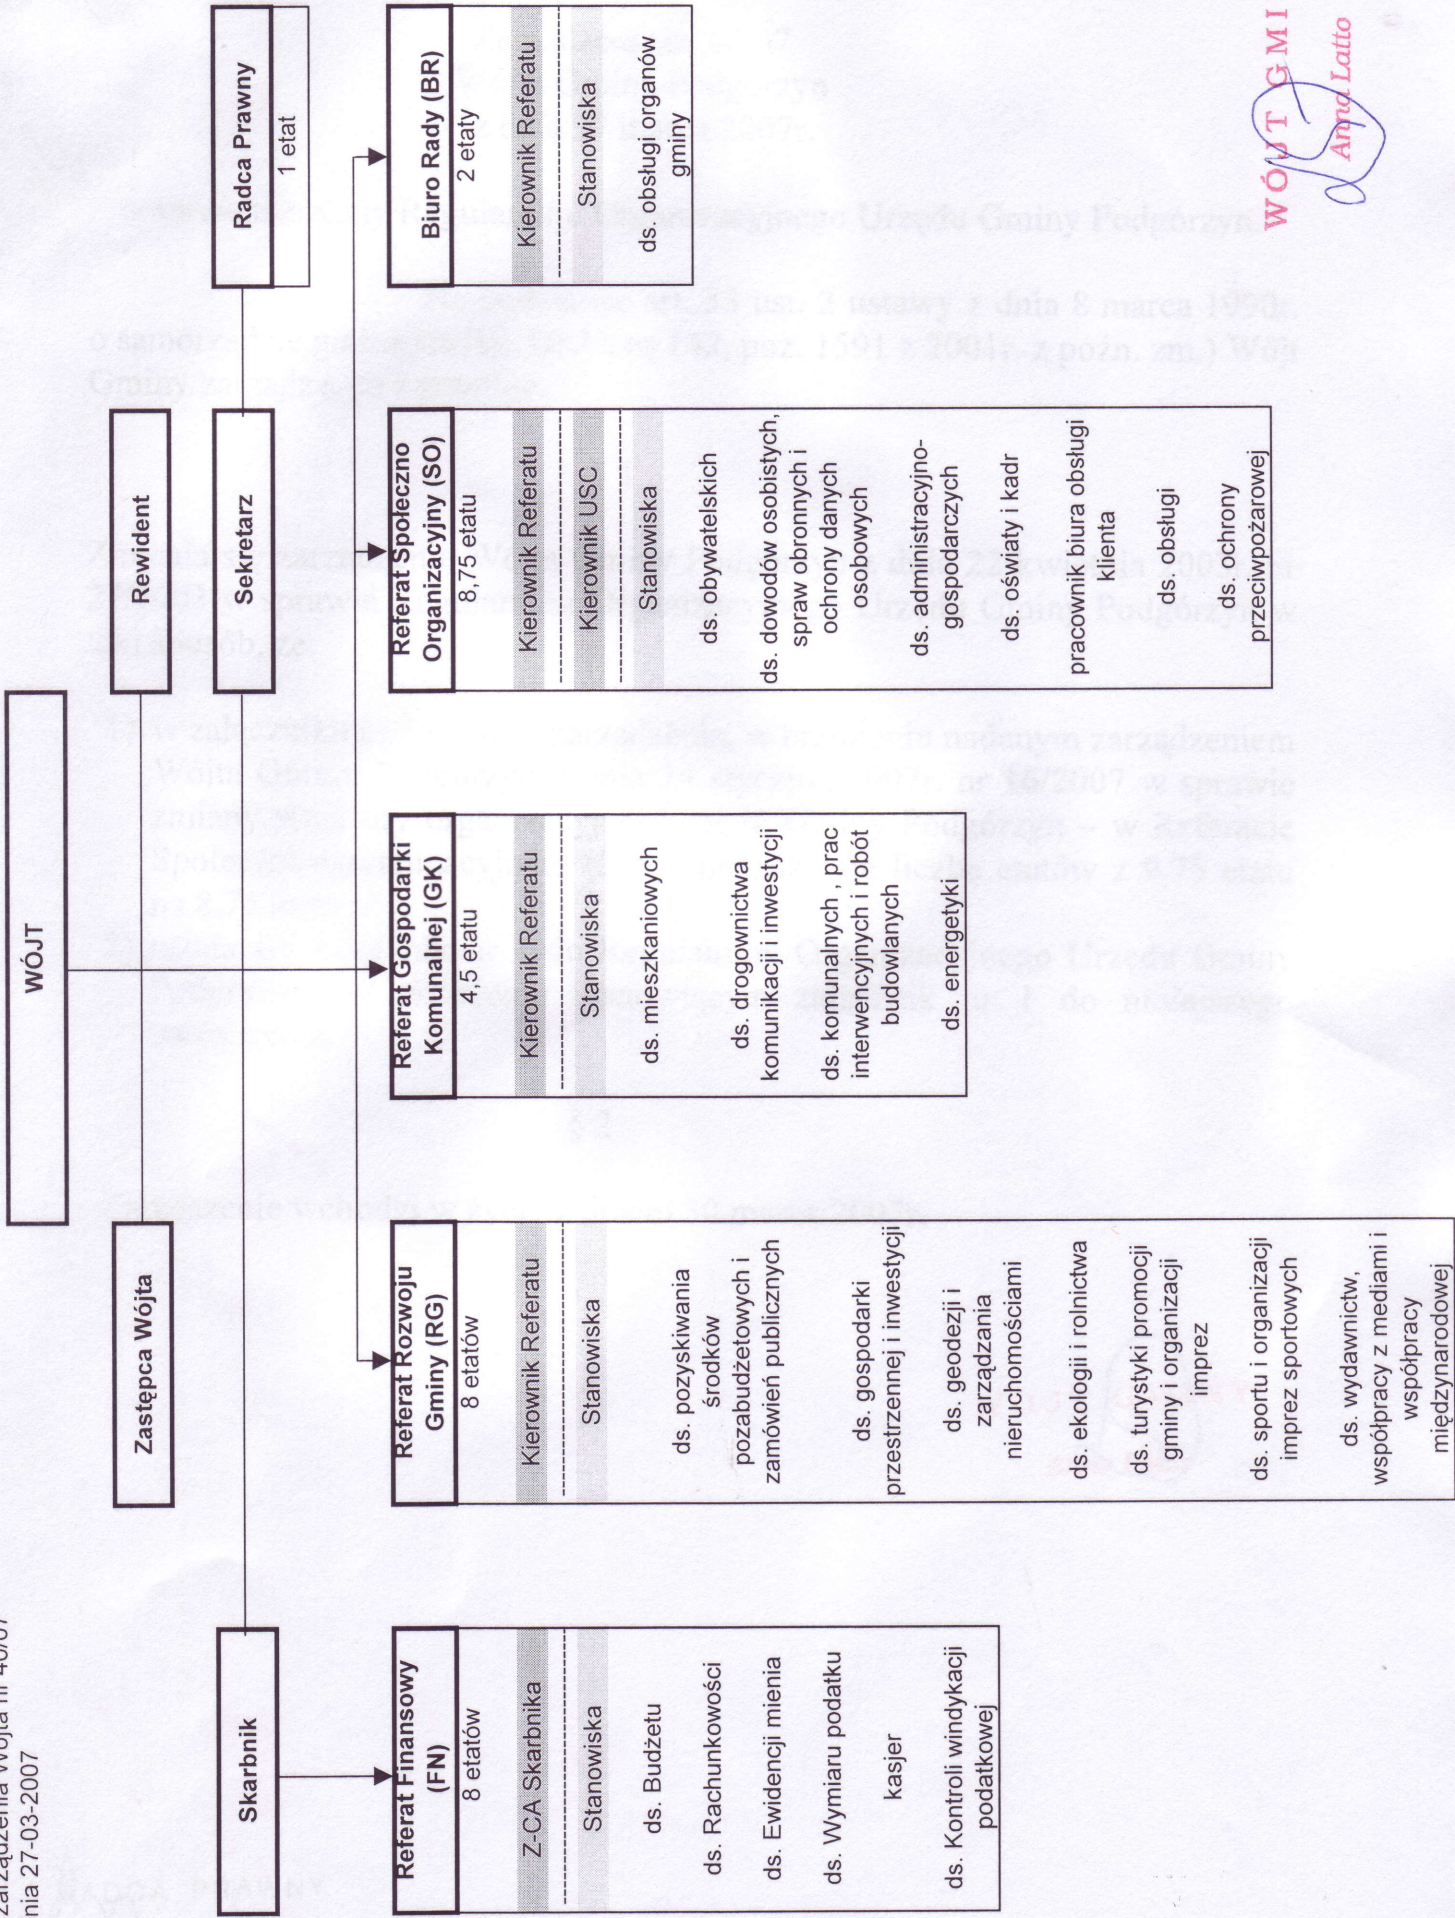 zarządzenia Wójta nr
nia 27-03-2007
WÓJT
Zastępca Wójta
Rewident
Skarbnik
Sekretarz
Radca Prawny
1 etat
Referat Finansowy
(FN)
8 etatów
Z-CA Skarbnika
Stanowiska
ds. Budżetu
ds. Rachunkowości
ds. Ewidencji mienia
ds. Wymiaru podatku
kasjer
ds. Kontroli windykacji
podatkowej
Referat Rozwoju
Gminy (RG)
8 etatów
Kierownik Referatu
Stanowiska
ds. pozyskiwania
środków
pozabudżetowych i
zamówień publicznych
ds. gospodarki
przestrzennej i inwestycji
ds. geodezji i
zarządzania
nieruchomościami
ds. ekologii i rolnictwa
ds. turystyki promocji
gminy i organizacji
imprez
ds. sportu i organizacji
imprez sportowych
ds. wydawnictw,
współpracy z mediami i
współpracy
międzynarodowej
Referat Gospodarki
Komunalnej (GK)
4,5 etatu
Kierownik Referatu
Stanowiska
ds. mieszkaniowych
ds. drogownictwa
komunikacji i inwestycji
ds. komunalnych , prac
interwencyjnych i robót
budowlanych
ds. energetyki
Referat Społeczno
Organizacyjny (SO)
8,75 etatu
Kierownik Referatu
Kierownik USC
Stanowiska
ds. obywatelskich
ds. dowodów osobistych,
spraw obronnych i
ochrony danych
osobowych
ds. administracyjno-
gospodarczych
ds. oświaty i kadr
pracownik biura obsługi
klienta
ds. obsługi
ds.ochrony
przeciwpożarowej
Biuro Rady (BR)
2 etaty
Kierownik Referatu
Stanowiska
ds. obsługi organów
gminy
WÓJT GMI
Anna Latto